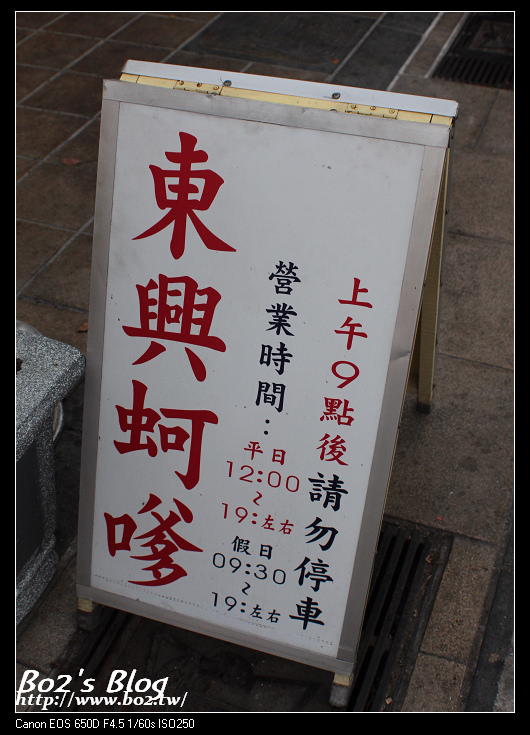 上午9點後請勿停車
營業時間：
平日
12:00
～
19:左右
假日
09:30
～
19:左右
東興蚵嗲
Bo2's Blog
http://www.bo2.tw/
Canon EOS 650D F4.5 1/60s ISO250